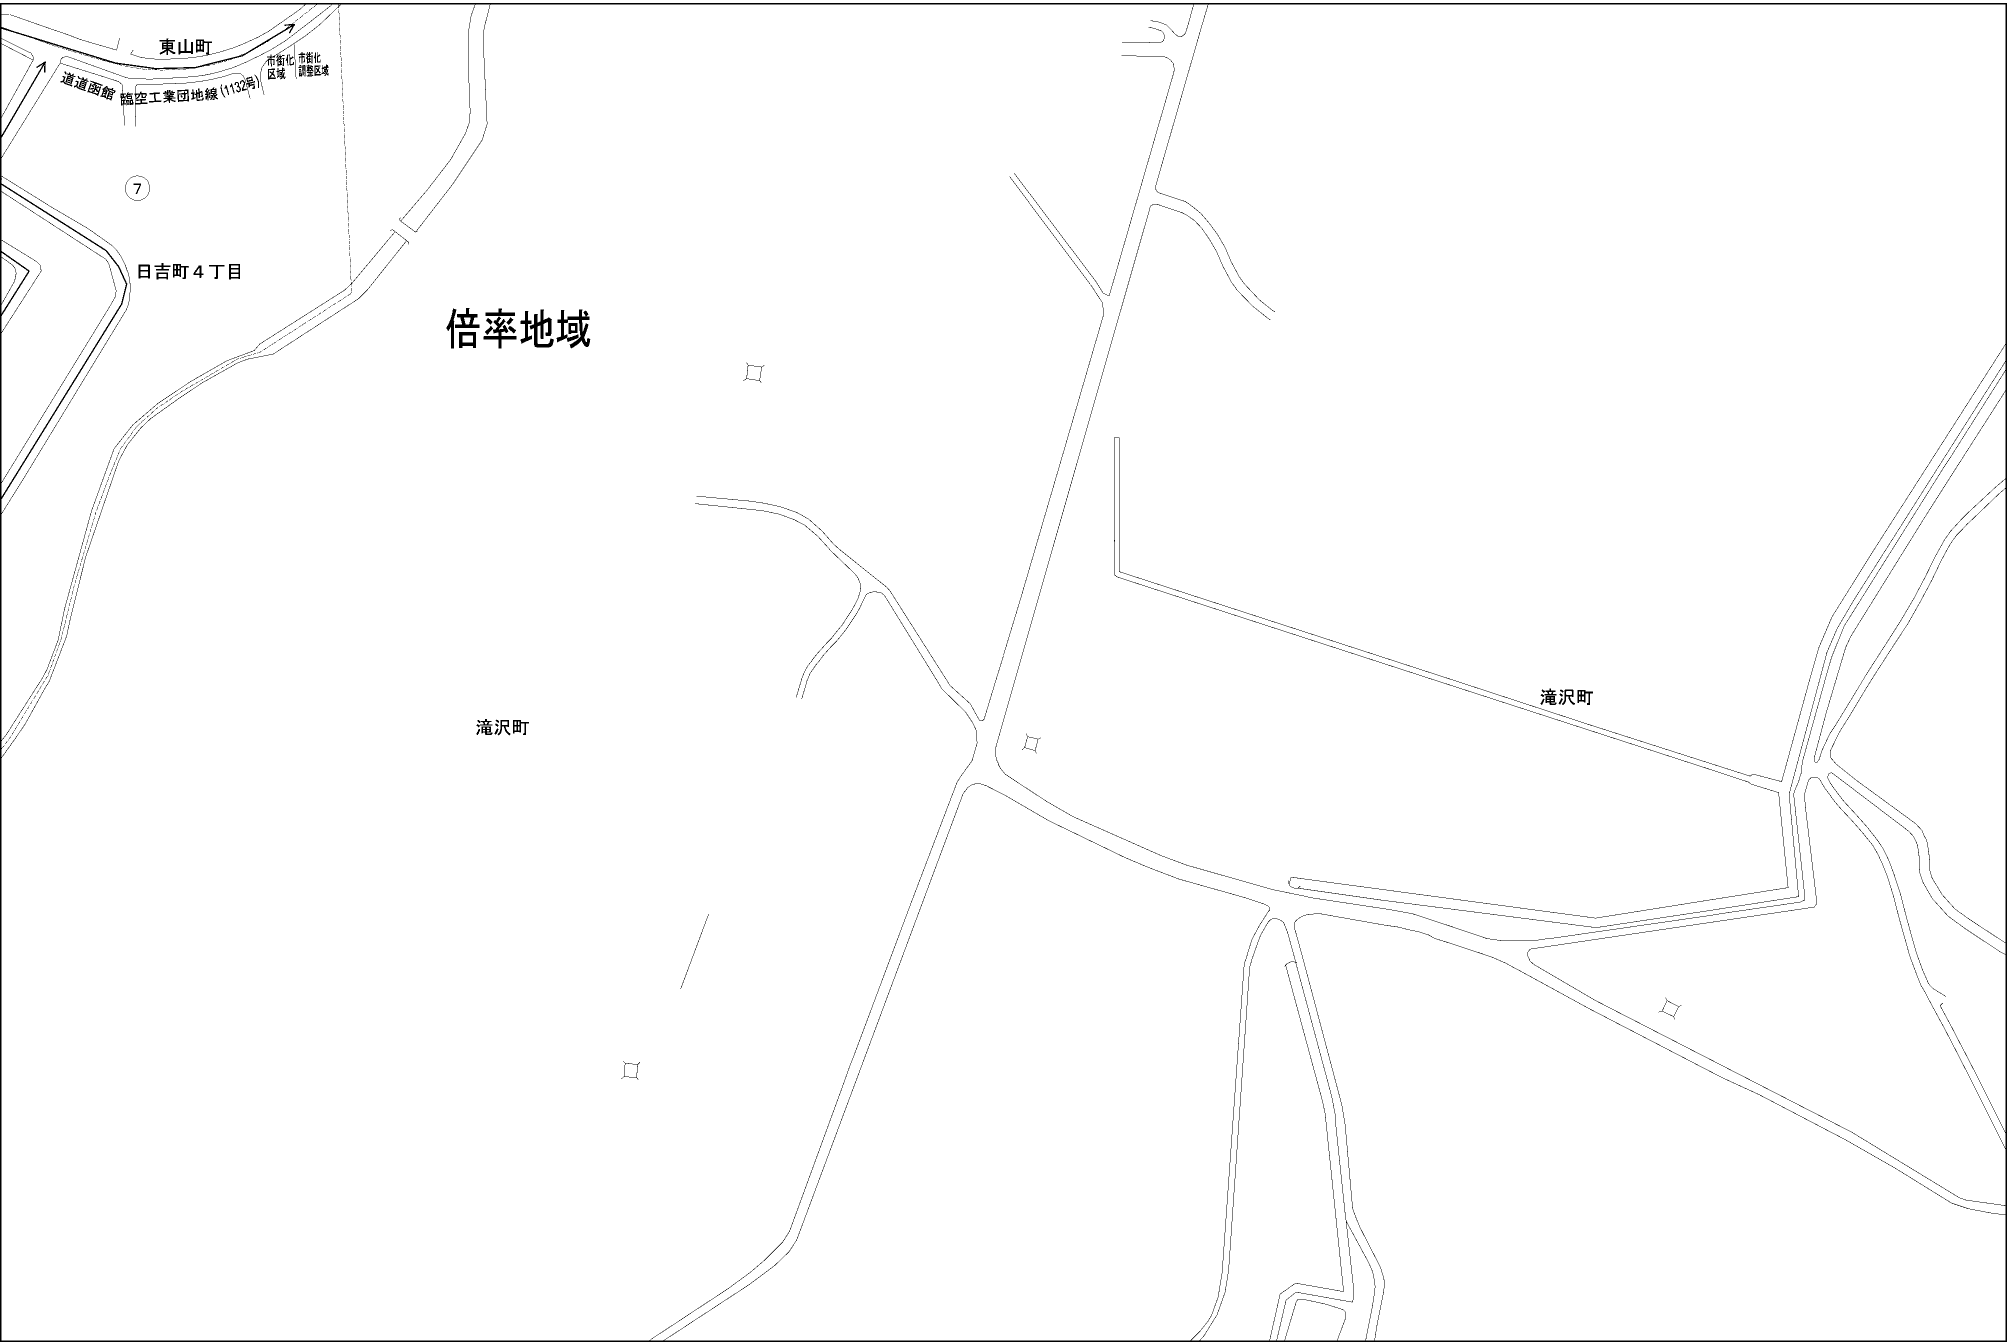 東山町
市街化
区域
市街化
調整区域
道道函館 臨空工業団地線(1132号)
7
日吉町4丁目
倍率地域
滝沢町
滝沢町